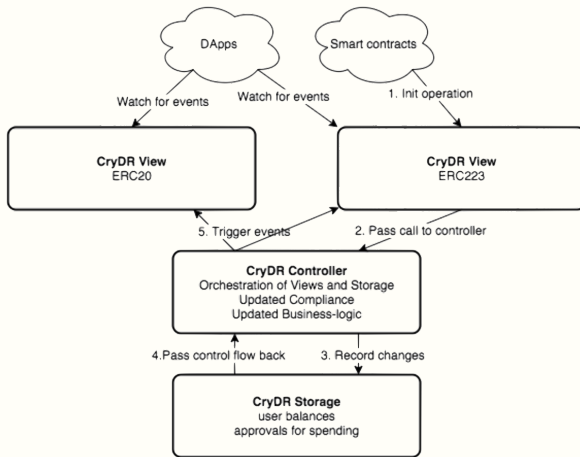 DApps
Smart contracts
Watch for events
Watch for events
1. Init operation
CryDR View
ERC20
CryDR View
ERC223
5. Trigger events
2. Pass call to controller
CryDR Controller
Orchestration of Views and Storage
Updated Compliance
Updated Business-logic
4.Pass control flow back
3. Record changes
CryDR Storage
user balances
approvals for spending